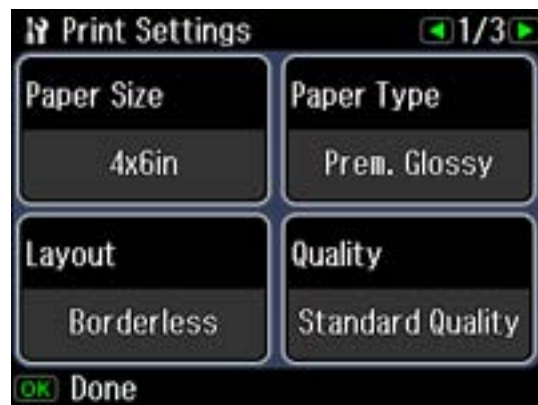 Print Settings 1/3
Paper Size
Paper Type
4x6in
Prem. Glossy
Layout
Quality
Borderless
Standard Quality
OK Done